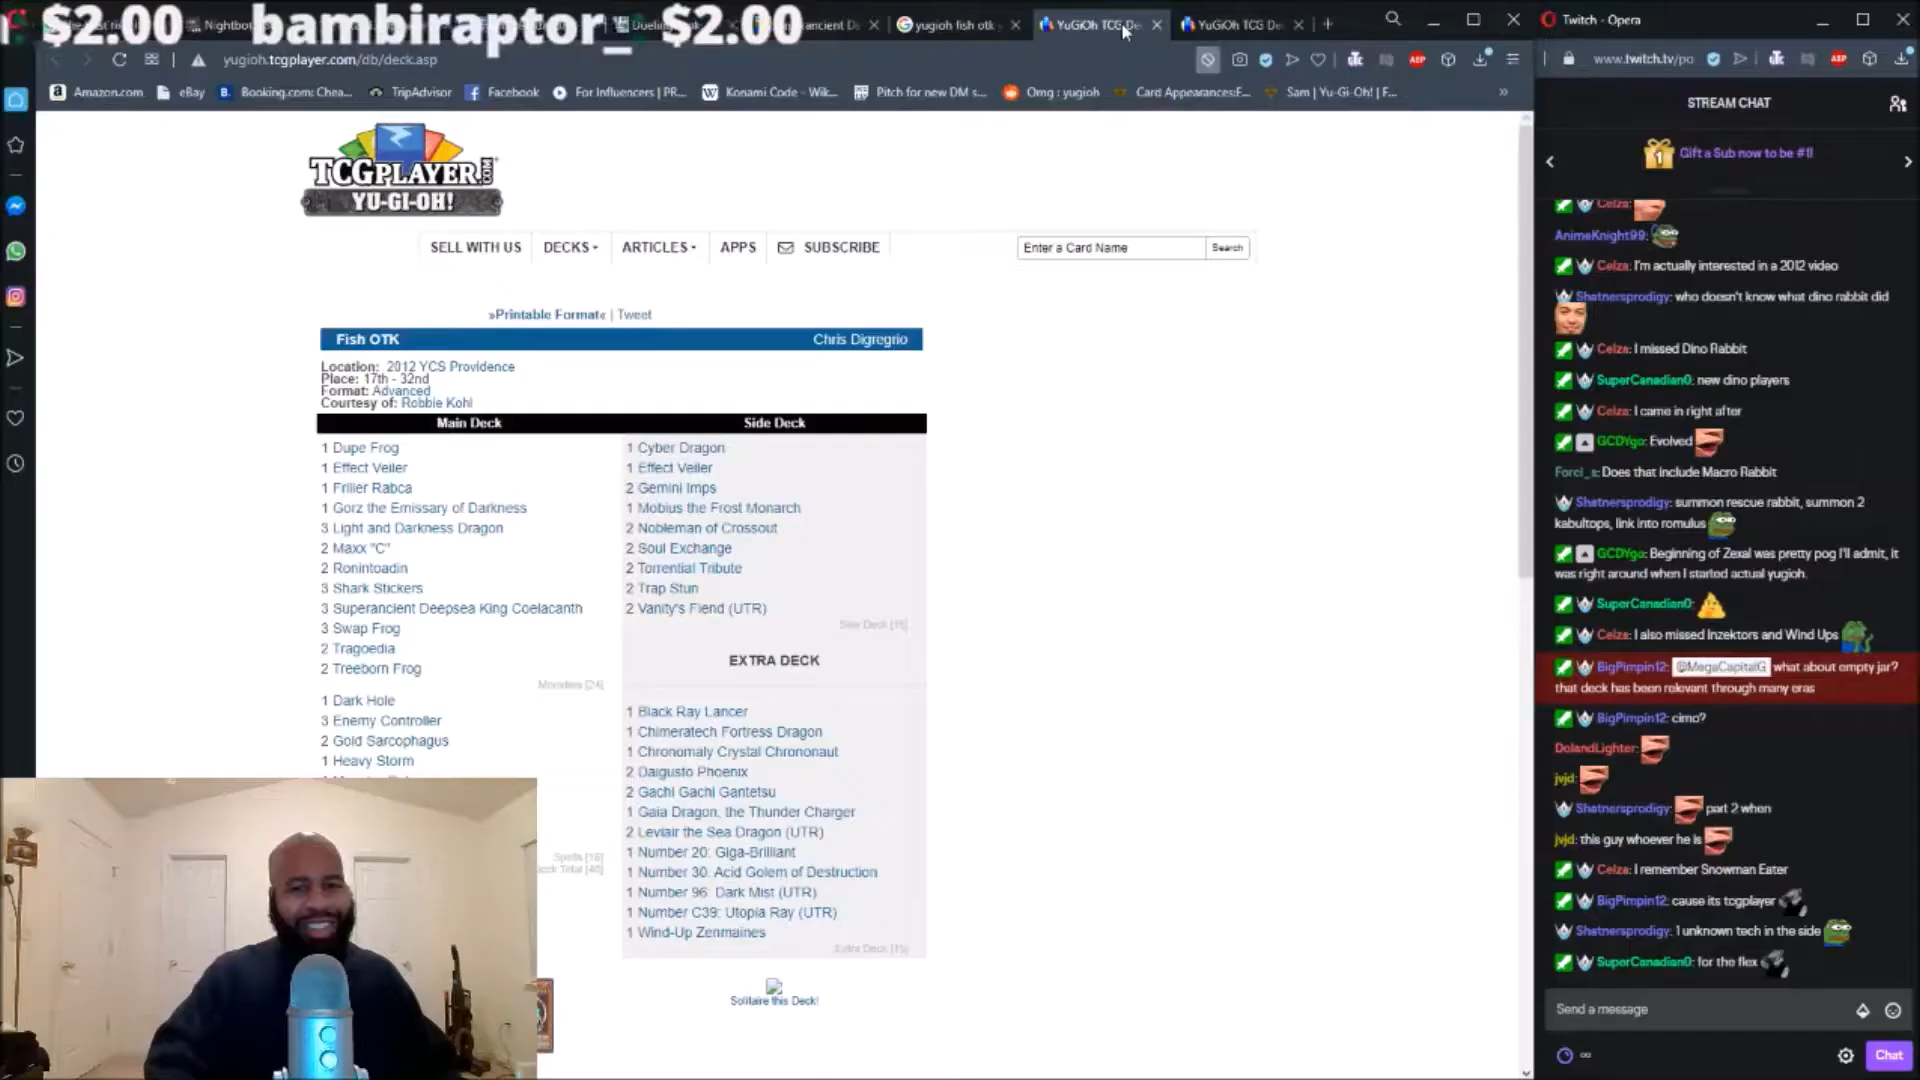 $2.00 bambiraptor_ $2.00
Nightbo
Dueling
ancient D
yugioh fish otk
YuGiOh TCG De
YuGiOh TCG De
Twitch - Opera
yugioh.tcgplayer.com/db/deck.asp
www.twitch.tv/po
Amazon.com
eBay
Booking.com: Chea...
TripAdvisor
Facebook
For Influencers | PR...
Konami Code - Wik...
Pitch for new DM s...
Omg : yugioh
Card Appearances:E...
Sam | Yu-Gi-Oh! | F...
TCGPLAYER.COM
YU-GI-OH!
SELL WITH US
DECKS
ARTICLES
APPS
SUBSCRIBE
Enter a Card Name
Search
»Printable Format« | Tweet
Fish OTK
Chris Digregrio
Location: 2012 YCS Providence
Place: 17th - 32nd
Format: Advanced
Courtesy of: Robbie Kohl
Main Deck
1 Dupe Frog
1 Effect Veiler
1 Friller Rabca
1 Gorz the Emissary of Darkness
3 Light and Darkness Dragon
2 Maxx "C"
2 Ronintoadin
3 Shark Stickers
3 Superancient Deepsea King Coelacanth
3 Swap Frog
2 Tragoedia
2 Treeborn Frog
Monsters [24]
1 Dark Hole
3 Enemy Controller
2 Gold Sarcophagus
1 Heavy Storm
Spells [16]
Deck Total [40]
Side Deck
1 Cyber Dragon
1 Effect Veiler
2 Gemini Imps
1 Mobius the Frost Monarch
2 Nobleman of Crossout
2 Soul Exchange
2 Torrential Tribute
2 Trap Stun
2 Vanity's Fiend (UTR)
Side Deck [15]
EXTRA DECK
1 Black Ray Lancer
1 Chimeratech Fortress Dragon
1 Chronomaly Crystal Chrononaut
2 Daigusto Phoenix
2 Gachi Gachi Gantetsu
1 Gaia Dragon, the Thunder Charger
2 Leviair the Sea Dragon (UTR)
1 Number 20: Giga-Brilliant
1 Number 30: Acid Golem of Destruction
1 Number 96: Dark Mist (UTR)
1 Number C39: Utopia Ray (UTR)
1 Wind-Up Zenmaines
Extra Deck [15]
Solitaire this Deck!
STREAM CHAT
Gift a Sub now to be #1!
Celza:
AnimeKnight99:
Celza: I'm actually interested in a 2012 video
Shatnersprodigy: who doesn't know what dino rabbit did
Celza: I missed Dino Rabbit
SuperCanadian0: new dino players
Celza: I came in right after
GCDYgo: Evolved
Forci_s: Does that include Macro Rabbit
Shatnersprodigy: summon rescue rabbit, summon 2
kabultops, link into romulus
GCDYgo: Beginning of Zexal was pretty pog I'll admit, it
was right around when I started actual yugioh.
SuperCanadian0:
Celza: I also missed Inzektors and Wind Ups
BigPimpin12: @MegaCapitalG what about empty jar?
that deck has been relevant through many eras
BigPimpin12: cimo?
DolandLighter:
jvjd:
Shatnersprodigy: part 2 when
jvjd: this guy whoever he is
Celza: I remember Snowman Eater
BigPimpin12: cause its tcgplayer
Shatnersprodigy: 1 unknown tech in the side
SuperCanadian0: for the flex
Send a message
Chat